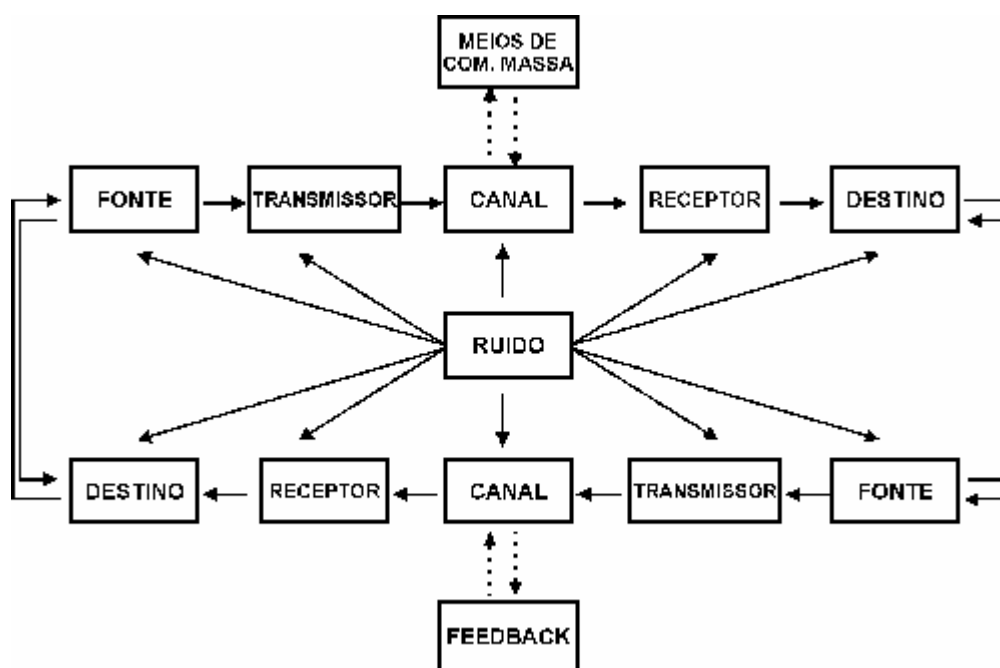 MEIOS DE
COM. MASSA
FONTE
TRANSMISSOR
CANAL
RECEPTOR
DESTINO
RUIDO
DESTINO
RECEPTOR
CANAL
TRANSMISSOR
FONTE
FEEDBACK